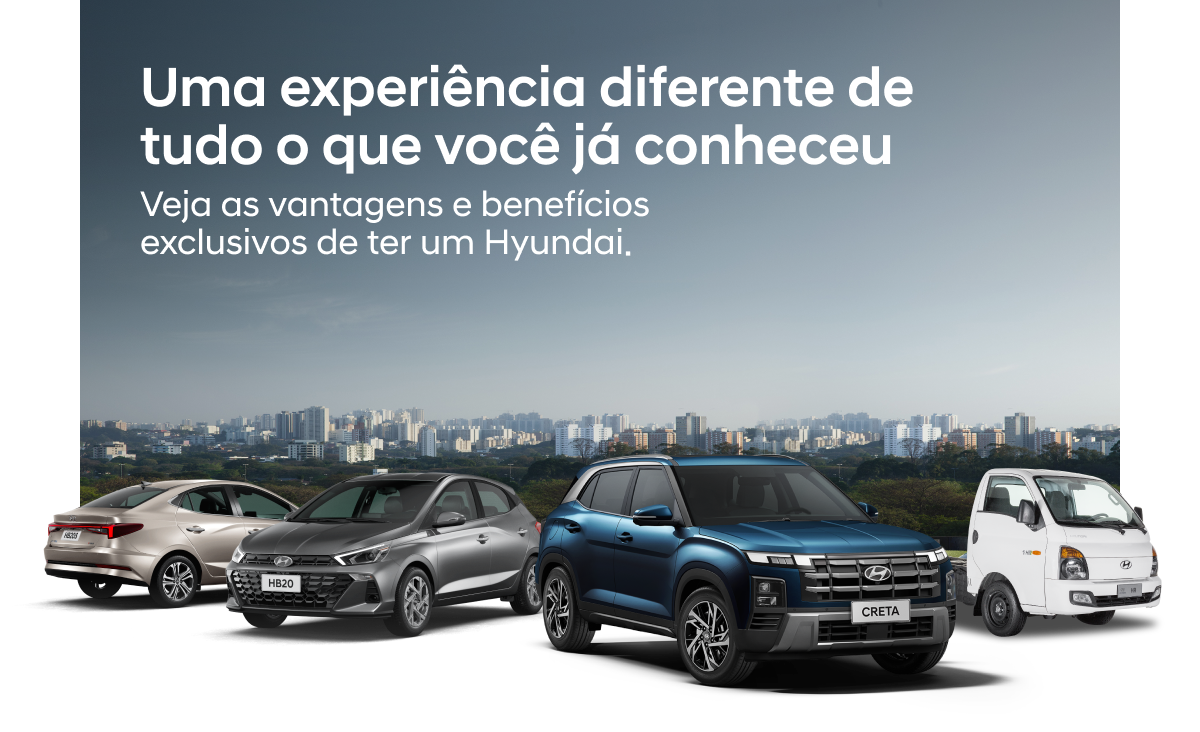 Uma experiência diferente de
tudo o que você já conheceu
Veja as vantagens e benefícios
exclusivos de ter um Hyundai.
HB20S
HB20
CRETA
HR